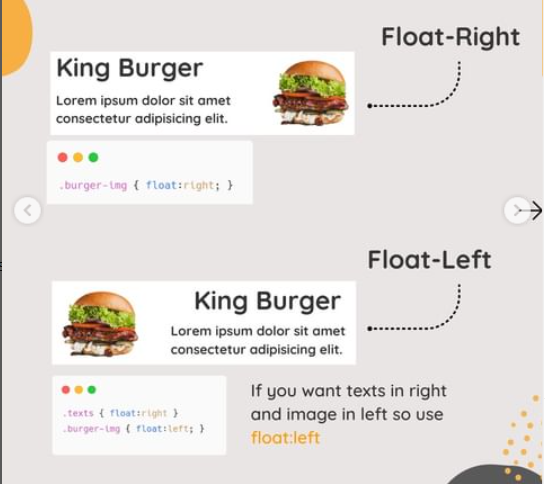 Float-Right
King Burger
Lorem ipsum dolor sit amet
consectetur adipisicing elit.
.burger-img { float:right; }
Float-Left
King Burger
Lorem ipsum dolor sit amet
consectetur adipisicing elit.
.texts { float:right }
.burger-img { float:left; }
If you want texts in right
and image in left so use
float:left